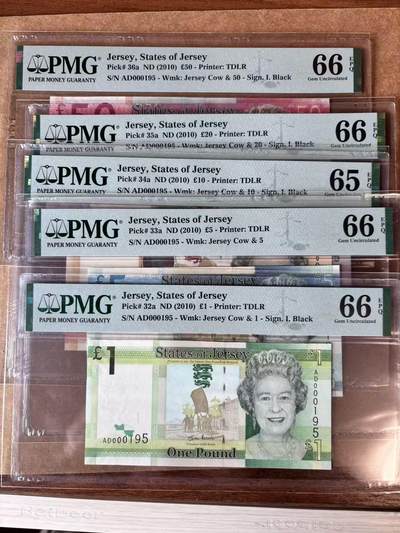 PMG
PAPER MONEY GUARANTY
Jersey, States of Jersey
Pick# 36a ND (2010) £50 - Printer: TDLR
S/N AD000195 - Wmk: Jersey Cow & 50 - Sign. I. Black
66 EPQ
Gem Uncirculated
PMG
PAPER MONEY GUARANTY
Jersey, States of Jersey
Pick# 35a ND (2010) £20 - Printer: TDLR
S/N AD000195 - Wmk: Jersey Cow & 20 - Sign. I. Black
66 EPQ
Gem Uncirculated
PMG
PAPER MONEY GUARANTY
Jersey, States of Jersey
Pick# 34a ND (2010) £10 - Printer: TDLR
S/N AD000195 - Wmk: Jersey Cow & 10 - Sign. I. Black
65 EPQ
Gem Uncirculated
PMG
PAPER MONEY GUARANTY
Jersey, States of Jersey
Pick# 33a ND (2010) £5 - Printer: TDLR
S/N AD000195 - Wmk: Jersey Cow & 5
66 EPQ
Gem Uncirculated
PMG
PAPER MONEY GUARANTY
Jersey, States of Jersey
Pick# 32a ND (2010) £1 - Printer: TDLR
S/N AD000195 - Wmk: Jersey Cow & 1 - Sign. I. Black
66 EPQ
Gem Uncirculated
£1
States of Jersey
£1
AD000195
AD000195
One Pound
£1